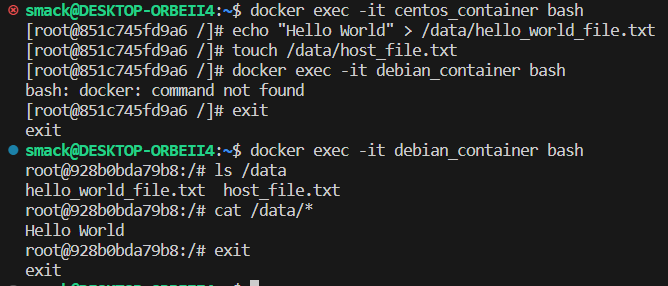 smack@DESKTOP-ORBEII4:~$ docker exec -it centos_container bash
[root@851c745fd9a6 /]# echo "Hello World" > /data/hello_world_file.txt
[root@851c745fd9a6 /]# touch /data/host_file.txt
[root@851c745fd9a6 /]# docker exec -it debian_container bash
bash: docker: command not found
[root@851c745fd9a6 /]# exit
exit
smack@DESKTOP-ORBEII4:~$ docker exec -it debian_container bash
root@928b0bda79b8:/# ls /data
hello_world_file.txt  host_file.txt
root@928b0bda79b8:/# cat /data/*
Hello World
root@928b0bda79b8:/# exit
exit